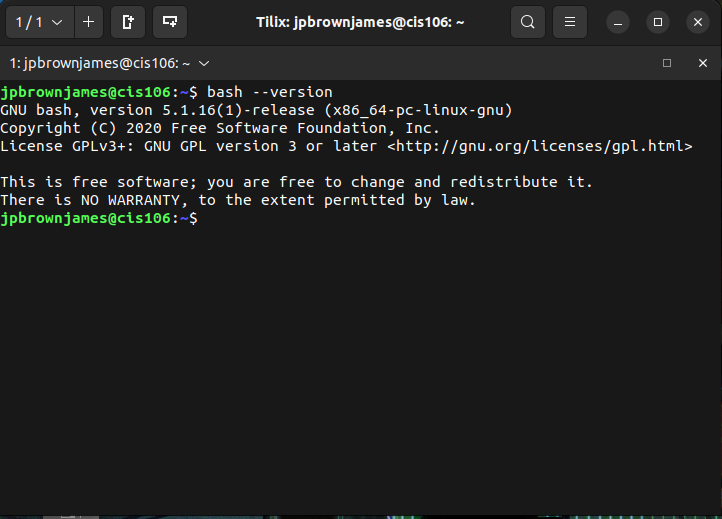 1 / 1
Tilix: jpbrownjames@cis106: ~
1: jpbrownjames@cis106: ~
jpbrownjames@cis106:~$ bash --version
GNU bash, version 5.1.16(1)-release (x86_64-pc-linux-gnu)
Copyright (C) 2020 Free Software Foundation, Inc.
License GPLv3+: GNU GPL version 3 or later <http://gnu.org/licenses/gpl.html>
This is free software; you are free to change and redistribute it.
There is NO WARRANTY, to the extent permitted by law.
jpbrownjames@cis106:~$